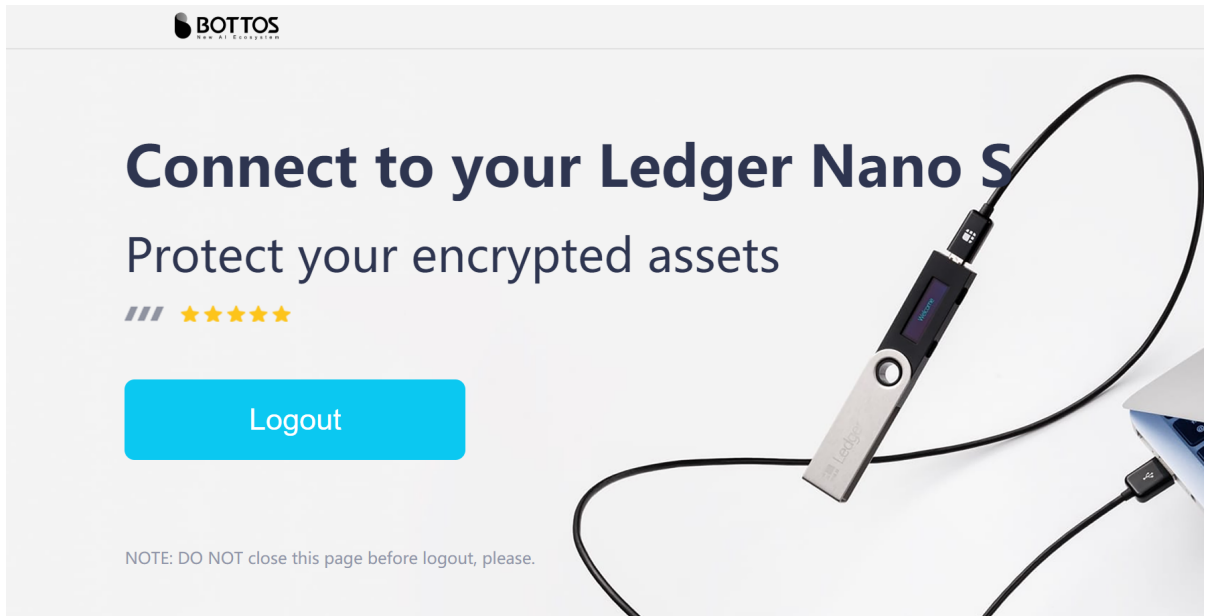 BOTTOS
New AI Ecosystem
Connect to your Ledger Nano S
Protect your encrypted assets
Welcome
Ledger
Logout
NOTE: DO NOT close this page before logout, please.